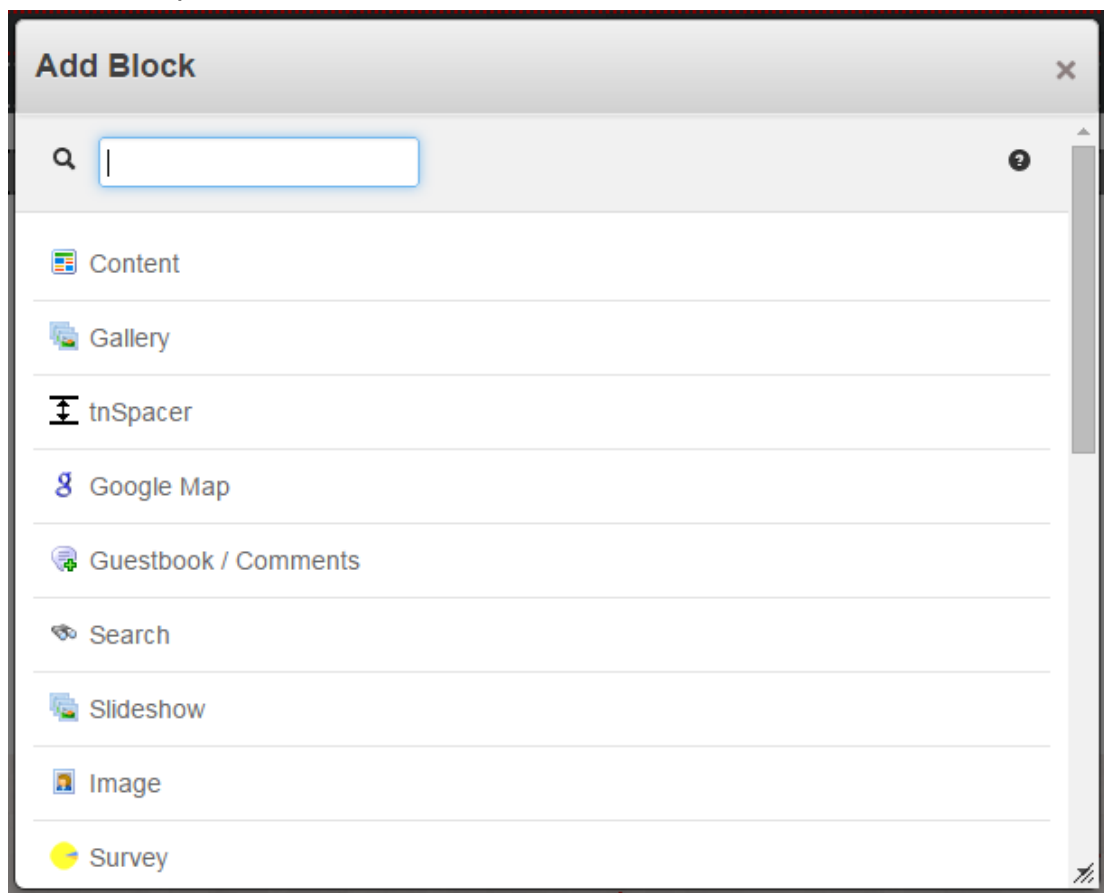 Add Block
Content
Gallery
tnSpacer
Google Map
Guestbook / Comments
Search
Slideshow
Image
Survey